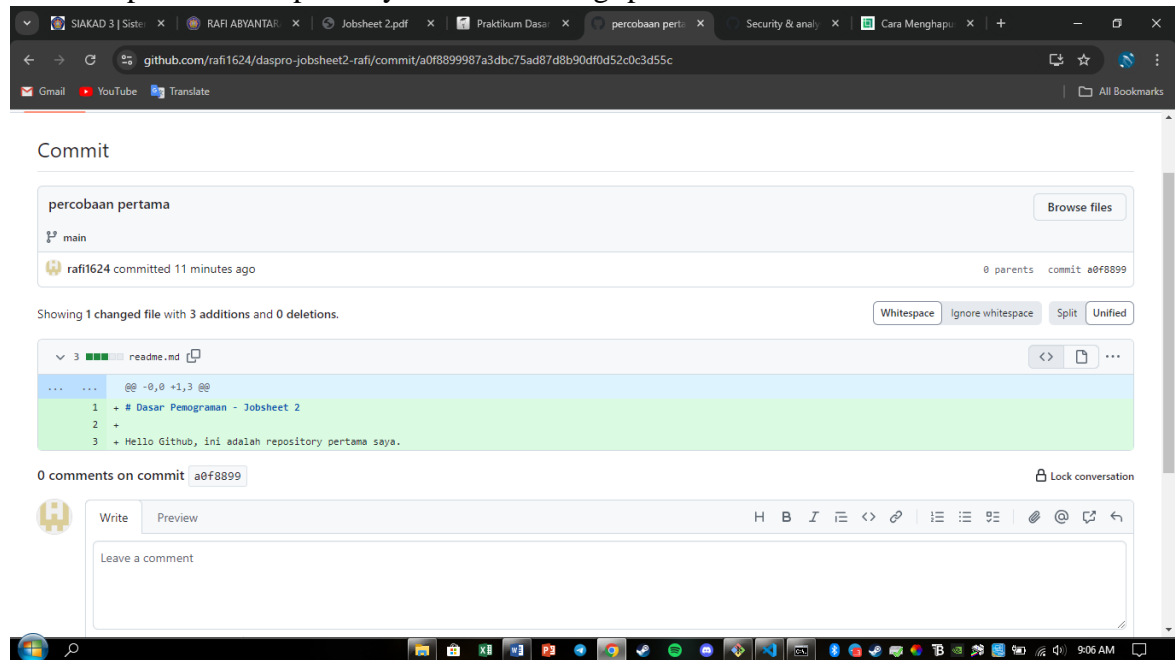 SIAKAD 3 | Siste
RAFI ABYANTAR
Jobsheet 2.pdf
Praktikum Dasar
percobaan perta
Security & analy
Cara Menghapu
github.com/rafi1624/daspro-jobsheet2-rafi/commit/a0f8899987a3dbc75ad87d8b90df0d52c0c3d55c
Gmail YouTube Translate All Bookmarks
Commit
percobaan pertama
Browse files
main
rafi1624 committed 11 minutes ago 0 parents commit a0f8899
Showing 1 changed file with 3 additions and 0 deletions. Whitespace Ignore whitespace Split Unified
3 readme.md
... ... @@ -0,0 +1,3 @@
1 + # Dasar Pemograman - Jobsheet 2
2 +
3 + Hello Github, ini adalah repository pertama saya.
0 comments on commit a0f8899 Lock conversation
Write Preview H B I
Leave a comment
9:06 AM